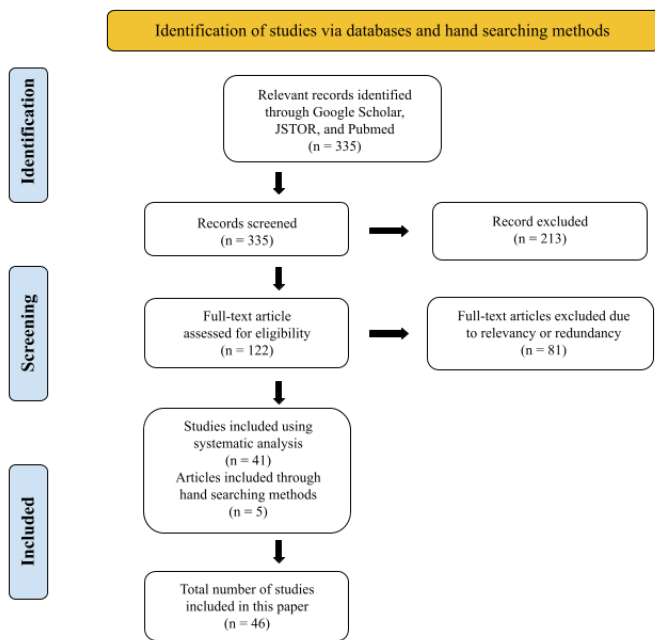 Identification of studies via databases and hand searching methods
Identification
Relevant records identified
through Google Scholar,
JSTOR, and Pubmed
(n = 335)
Records screened
(n = 335)
Record excluded
(n = 213)
Screening
Full-text article
assessed for eligibility
(n = 122)
Full-text articles excluded due
to relevancy or redundancy
(n = 81)
Included
Studies included using
systematic analysis
(n = 41)
Articles included through
hand searching methods
(n = 5)
Total number of studies
included in this paper
(n = 46)